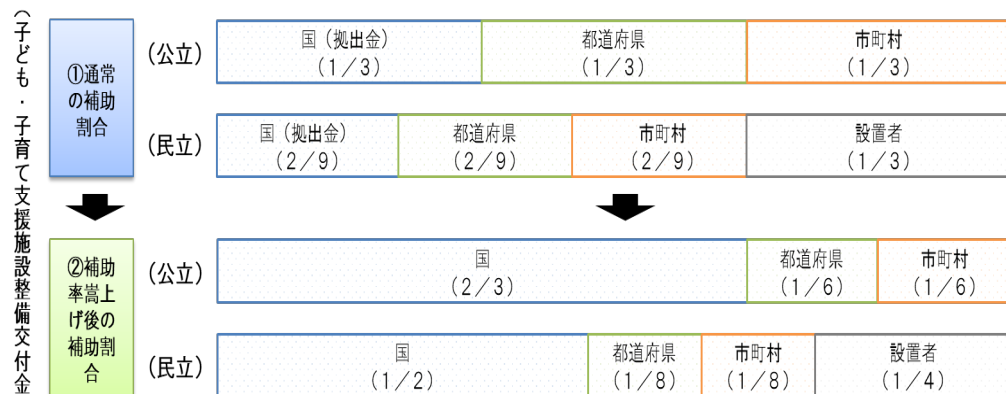 （子ども・子育て支援施設整備交付金
①通常
の補助
割合
（公立）
国（拠出金）
（１／３）
都道府県
（１／３）
市町村
（１／３）
（民立）
国（拠出金）
（２／９）
都道府県
（２／９）
市町村
（２／９）
設置者
（１／３）
②補助
率嵩上
げ後の
補助割
合
（公立）
国
（２／３）
都道府県
（１／６）
市町村
（１／６）
（民立）
国
（１／２）
都道府県
（１／８）
市町村
（１／８）
設置者
（１／４）